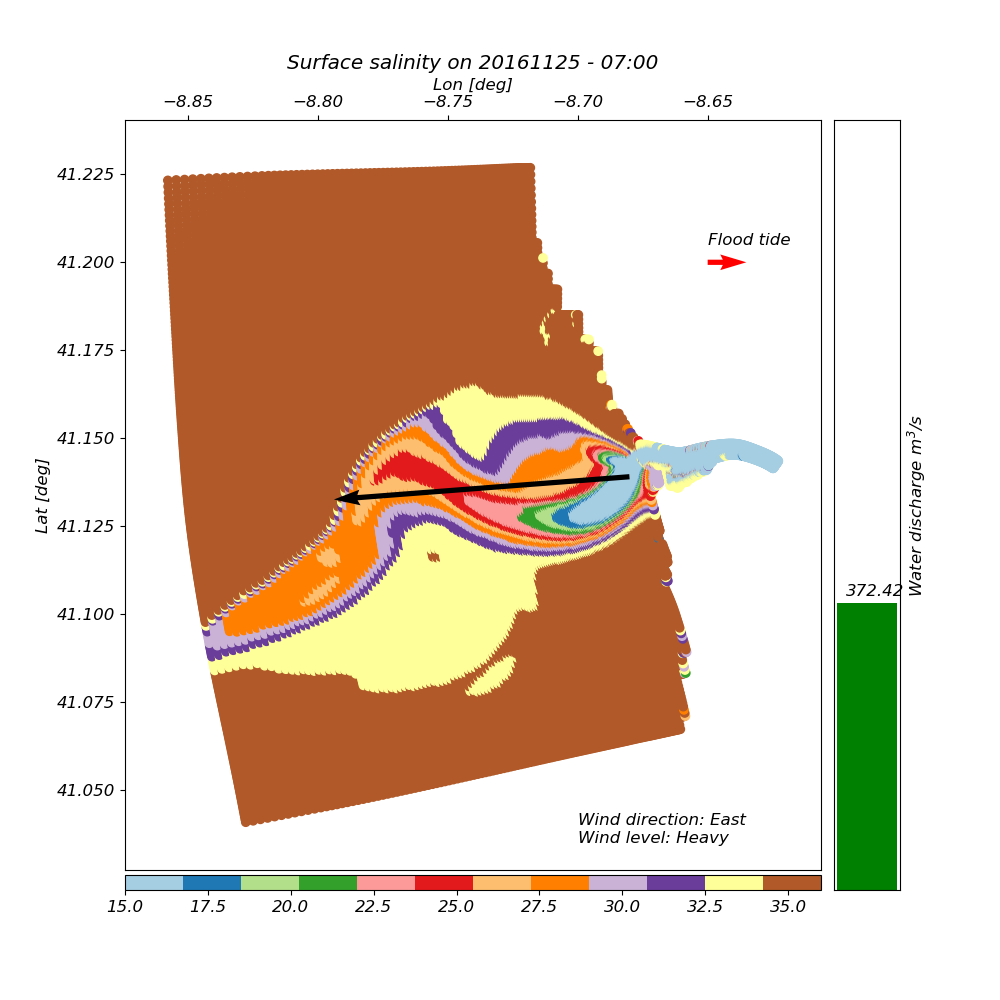 Surface salinity on 20161125 - 07:00
Lon [deg]
−8.85 −8.80 −8.75 −8.70 −8.65
41.225
Flood tide
41.200
41.175
41.150
Lat [deg]
41.125
41.100
41.075
41.050
Wind direction: East
Wind level: Heavy
372.42
Water discharge m³/s
15.0 17.5 20.0 22.5 25.0 27.5 30.0 32.5 35.0